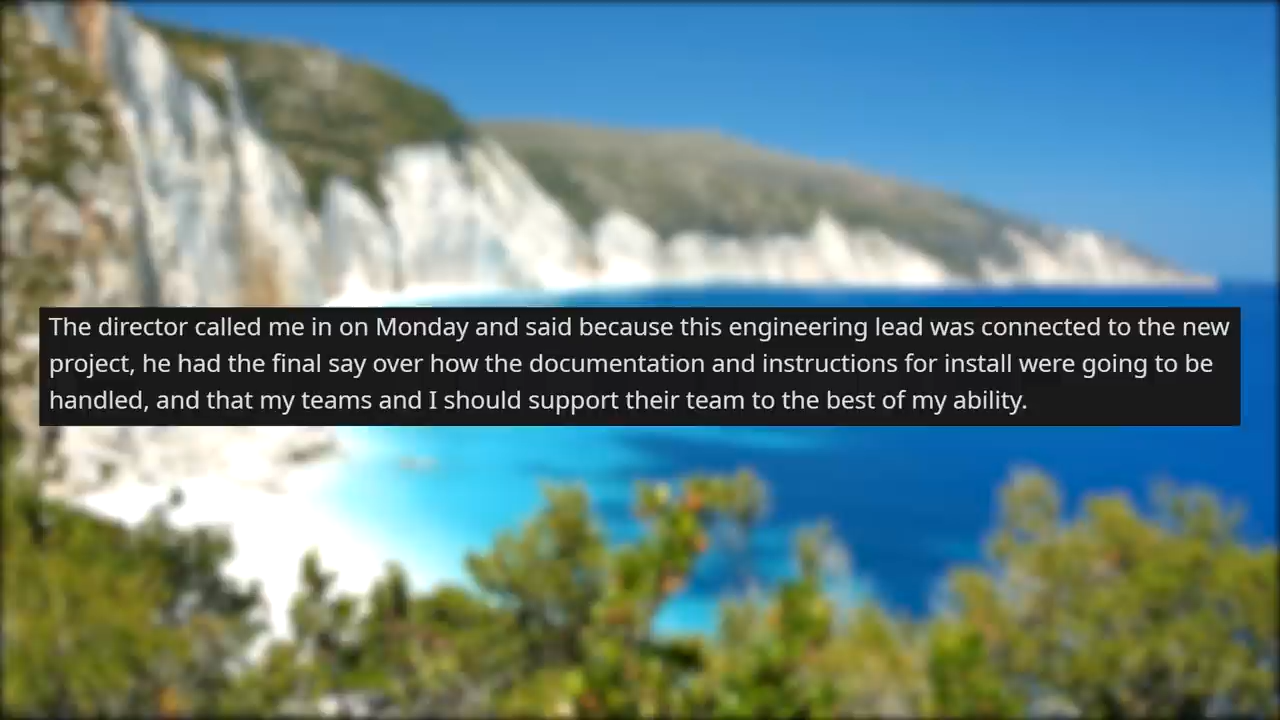 The director called me in on Monday and said because this engineering lead was connected to the new
project, he had the final say over how the documentation and instructions for install were going to be
handled, and that my teams and I should support their team to the best of my ability.